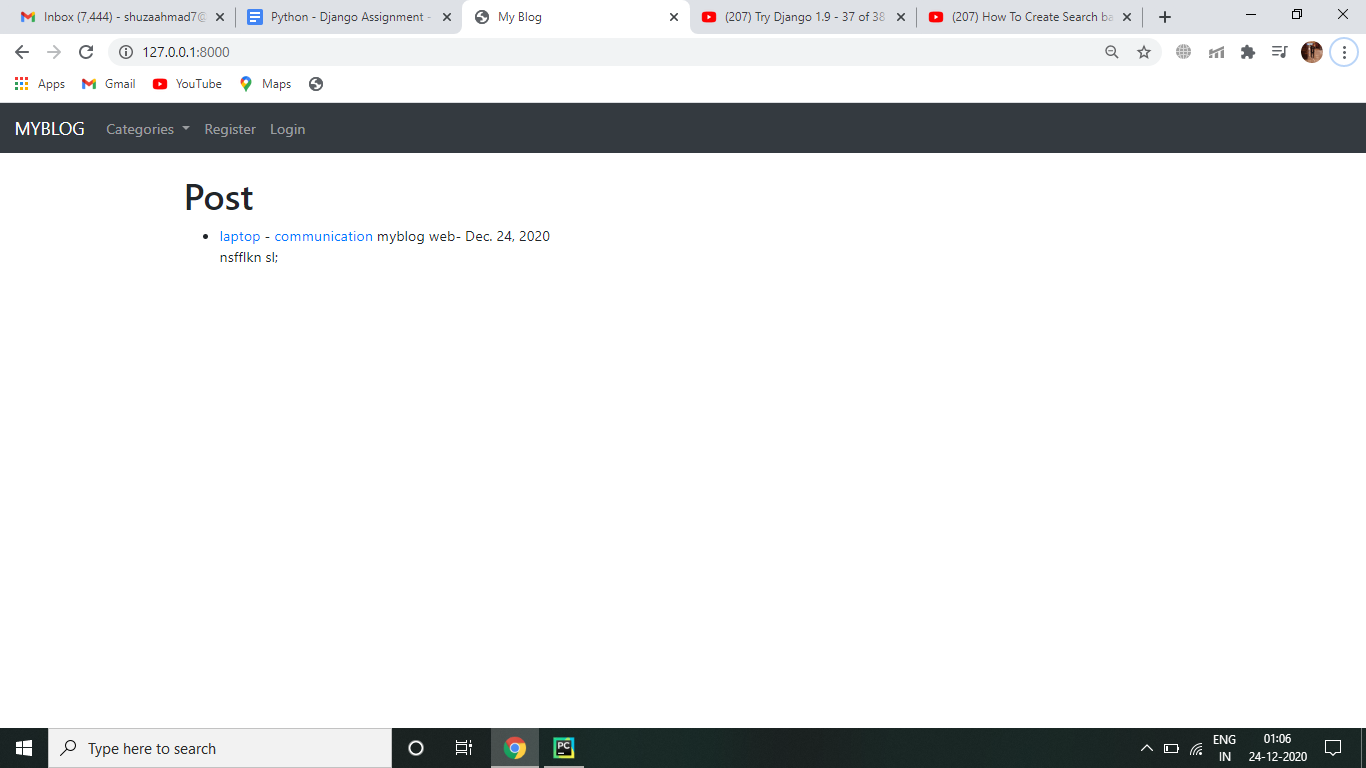 Inbox (7,444) - shuzaahmad7@
Python - Django Assignment -
My Blog
(207) Try Django 1.9 - 37 of 38
(207) How To Create Search ba
127.0.0.1:8000
Apps
Gmail
YouTube
Maps
MYBLOG
Categories
Register
Login
Post
laptop - communication myblog web- Dec. 24, 2020
nsfflkn sl;
Type here to search
PC
ENG
IN
01:06
24-12-2020